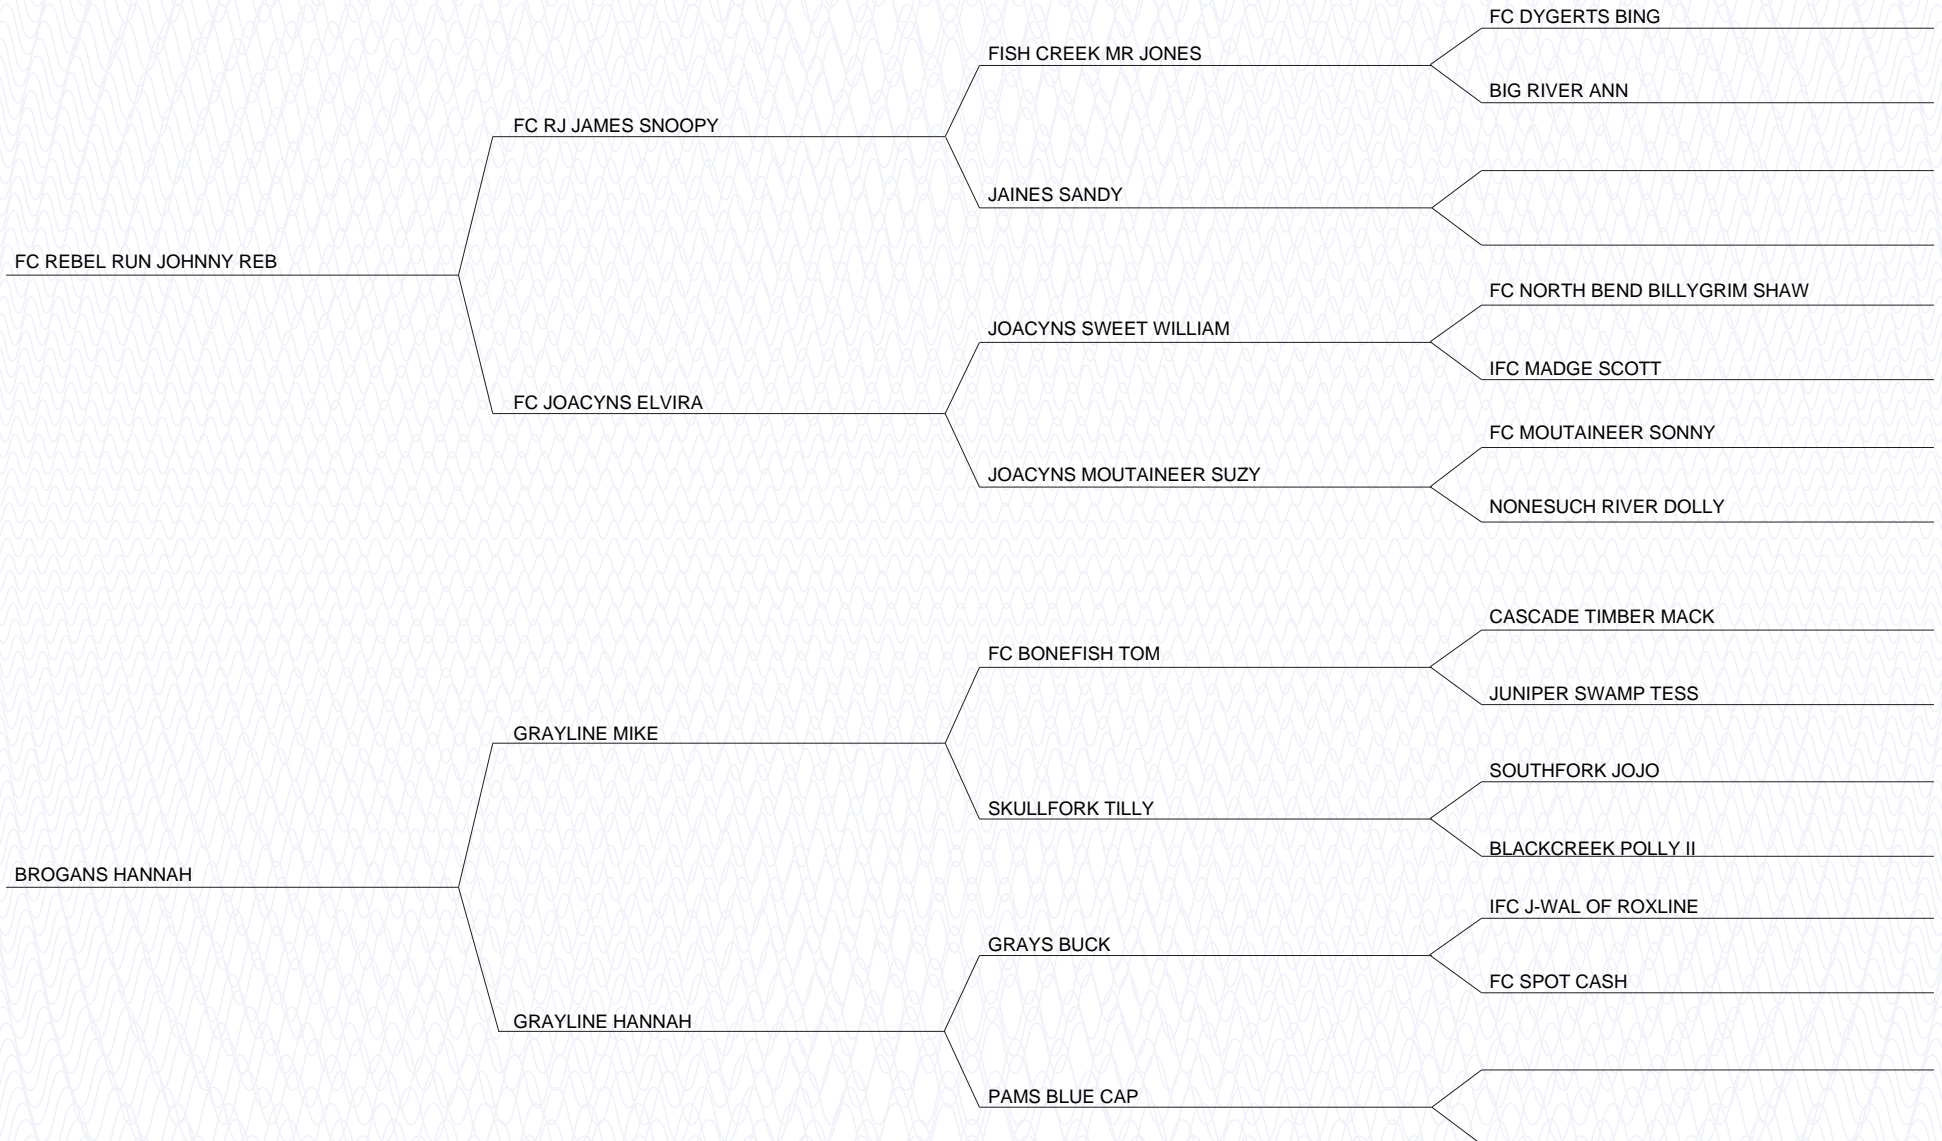 FC DYGERTS BING
FISH CREEK MR JONES
BIG RIVER ANN
FC RJ JAMES SNOOPY
JAINES SANDY
FC REBEL RUN JOHNNY REB
FC NORTH BEND BILLYGRIM SHAW
JOACYNS SWEET WILLIAM
IFC MADGE SCOTT
FC JOACYNS ELVIRA
FC MOUTAINEER SONNY
JOACYNS MOUTAINEER SUZY
NONESUCH RIVER DOLLY
CASCADE TIMBER MACK
FC BONEFISH TOM
JUNIPER SWAMP TESS
GRAYLINE MIKE
SOUTHFORK JOJO
SKULLFORK TILLY
BLACKCREEK POLLY II
BROGANS HANNAH
IFC J-WAL OF ROXLINE
GRAYS BUCK
FC SPOT CASH
GRAYLINE HANNAH
PAMS BLUE CAP